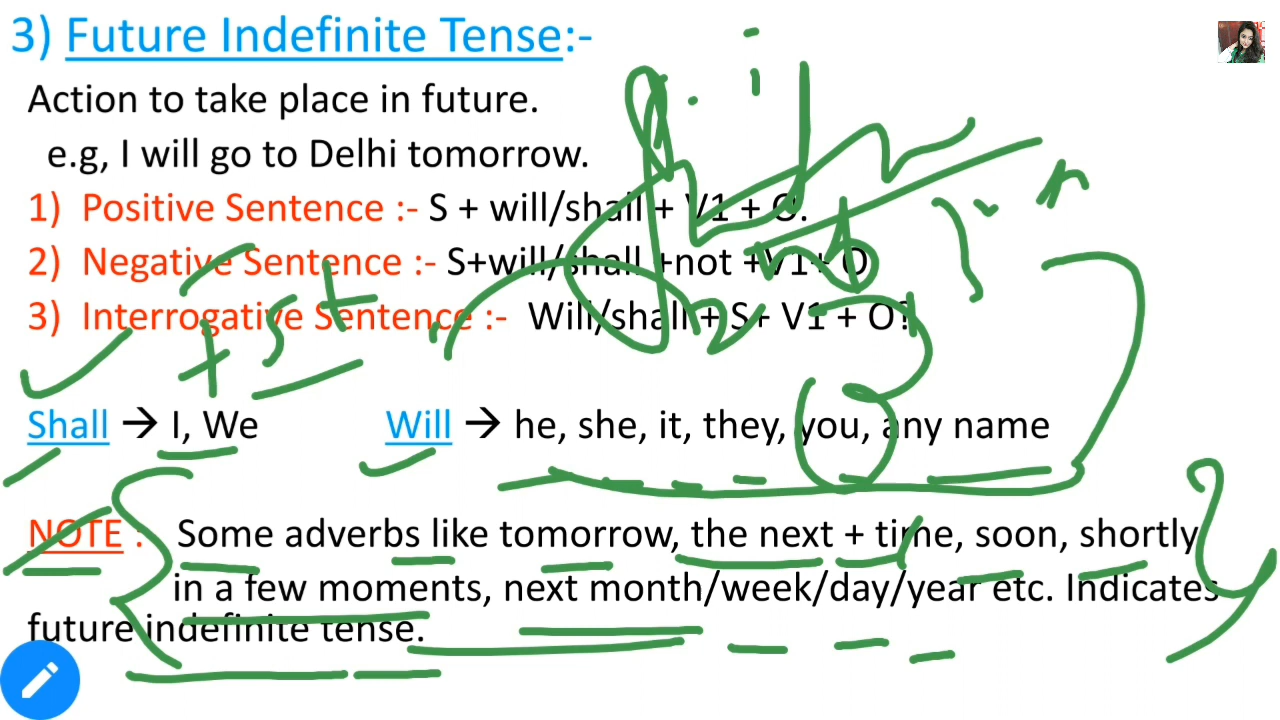 3) Future Indefinite Tense:-
Action to take place in future.
e.g, I will go to Delhi tomorrow.
1) Positive Sentence :- S + will/shall + V1 + O.
2) Negative Sentence :- S+will/shall +not +V1+ O
3) Interrogative Sentence :- Will/shall + S+ V1 + O?
Shall → I, We Will → he, she, it, they, you, any name
NOTE : Some adverbs like tomorrow, the next + time, soon, shortly
in a few moments, next month/week/day/year etc. Indicates
future indefinite tense.